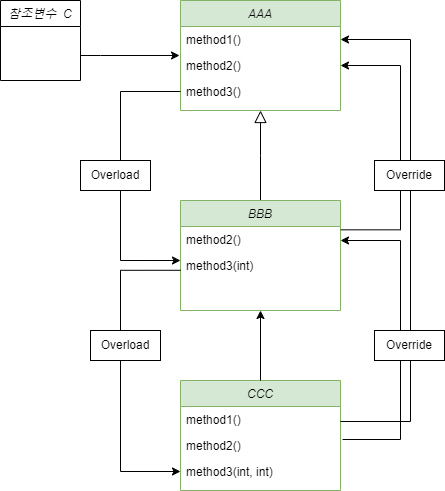 참조변수 C
AAA
method1()
method2()
method3()
Overload
Override
BBB
method2()
method3(int)
Overload
Override
CCC
method1()
method2()
method3(int, int)